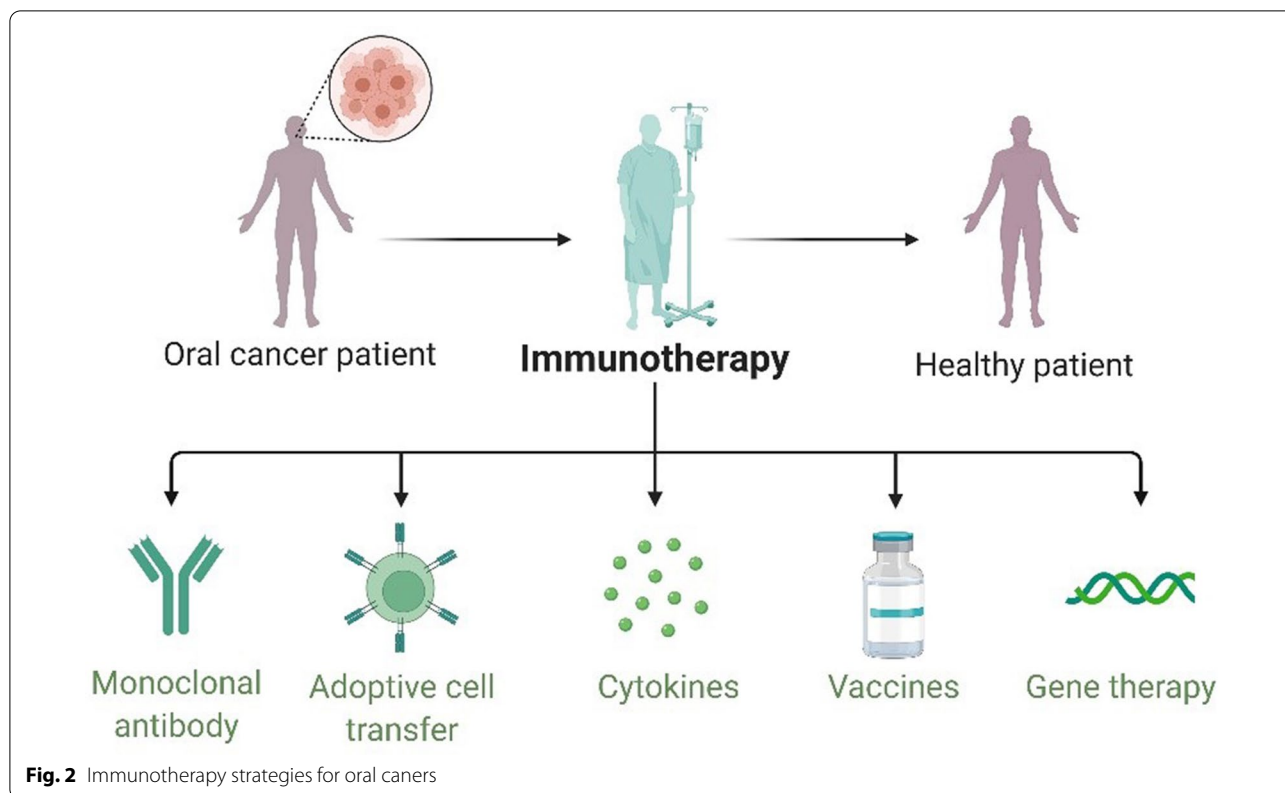 Oral cancer patient
Immunotherapy
Healthy patient
Monoclonal
antibody
Adoptive cell
transfer
Cytokines
Vaccines
Gene therapy
Fig. 2 Immunotherapy strategies for oral caners